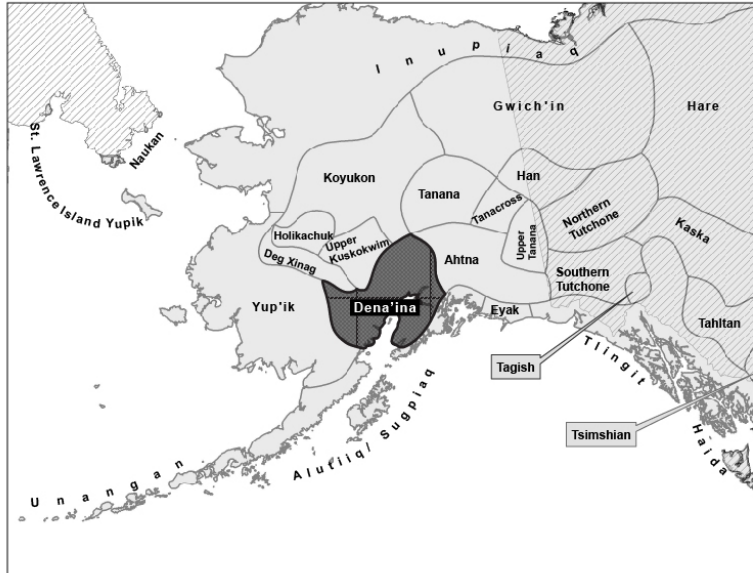 Inupiaq
Gwich'in
Hare
St. Lawrence Island Yupik
Naukan
Koyukon
Han
Tanana
Tanacross
Northern
Tutchone
Holikachuk
Upper
Kuskokwim
Upper
Tanana
Kaska
Deg Xinag
Ahtna
Southern
Tutchone
Yup'ik
Dena'ina
Eyak
Tahltan
Tagish
Tlingit
Tsimshian
Haida
Alutiiq/ Sugpiaq
Unangan